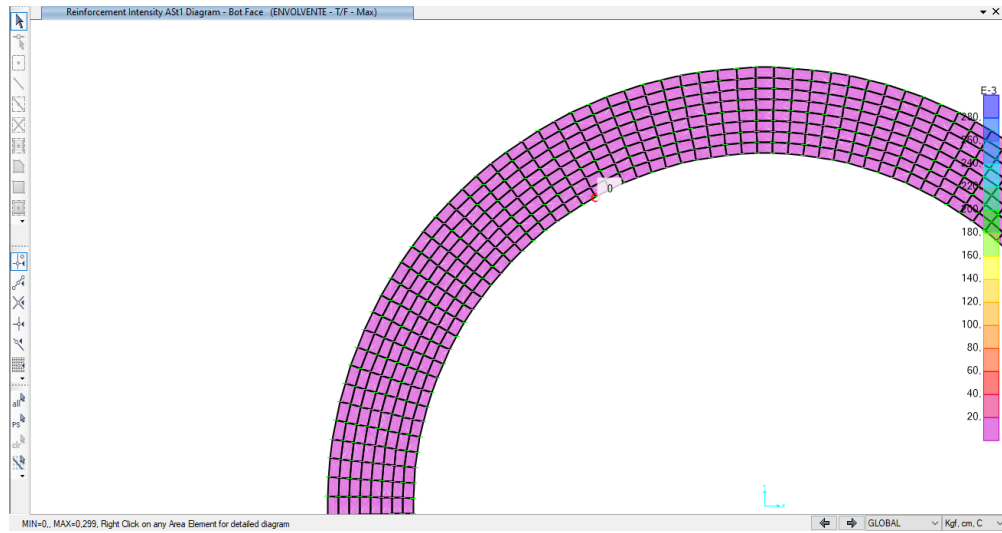 Reinforcement Intensity ASt1 Diagram - Bot Face (ENVOLVENTE - T/F - Max)
E-3
280.
260.
240.
220.
200.
180.
160.
140.
120.
100.
80.
60.
40.
20.
0
all
PS
clr
MIN=0,, MAX=0,299, Right Click on any Area Element for detailed diagram
GLOBAL
Kgf, cm, C